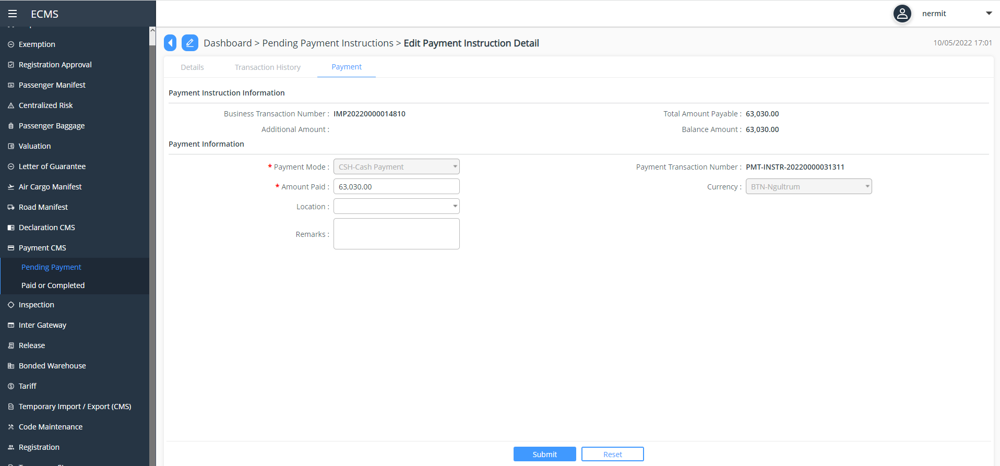 ECMS
nermit
Exemption
Registration Approval
Passenger Manifest
Centralized Risk
Passenger Baggage
Valuation
Letter of Guarantee
Air Cargo Manifest
Road Manifest
Declaration CMS
Payment CMS
Pending Payment
Paid or Completed
Inspection
Inter Gateway
Release
Bonded Warehouse
Tariff
Temporary Import / Export (CMS)
Code Maintenance
Registration
Dashboard > Pending Payment Instructions > Edit Payment Instruction Detail
10/05/2022 17:01
Details Transaction History Payment
Payment Instruction Information
Business Transaction Number : IMP20220000014810 Total Amount Payable : 63,030.00
Additional Amount : Balance Amount : 63,030.00
Payment Information
* Payment Mode : CSH-Cash Payment Payment Transaction Number : PMT-INSTR-20220000031311
* Amount Paid : 63,030.00 Currency : BTN-Ngultrum
Location :
Remarks :
Submit Reset